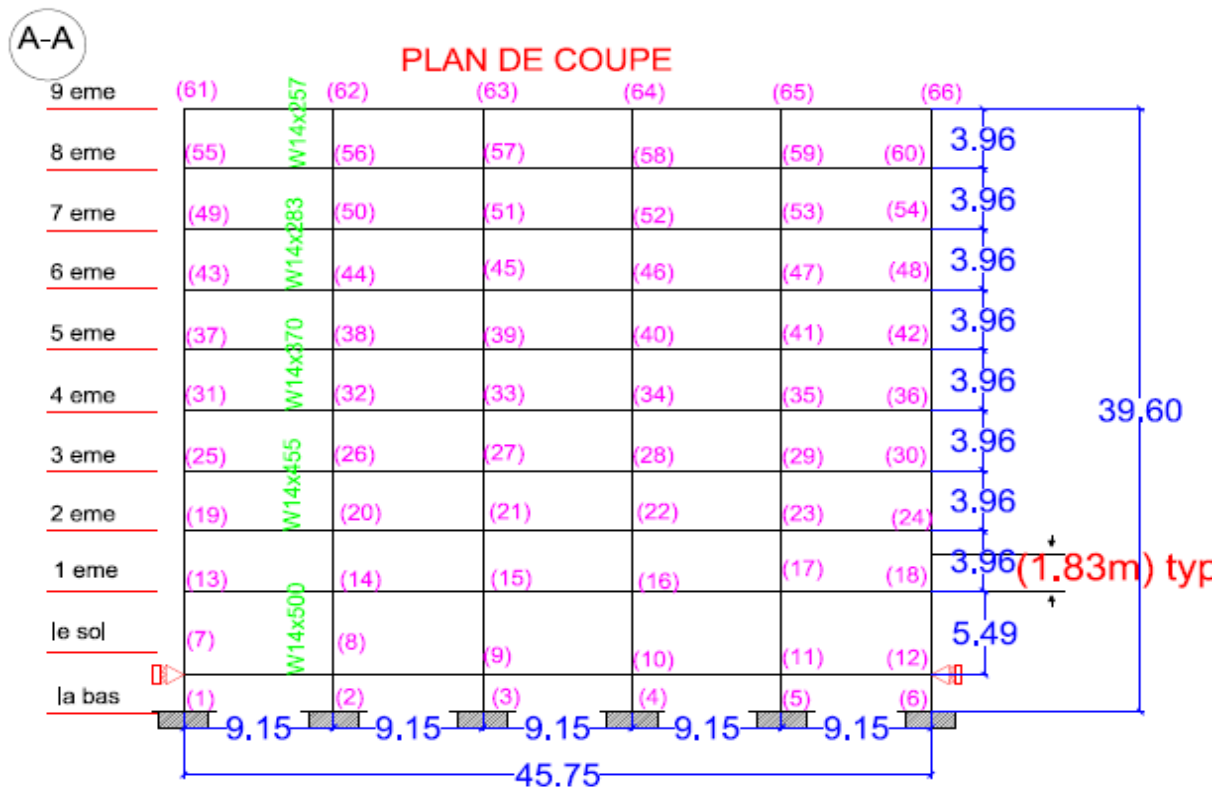 A-A
PLAN DE COUPE
9 eme
(61) (62) (63) (64) (65) (66)
W14x257
3.96
8 eme
(55) (56) (57) (58) (59) (60)
3.96
7 eme
(49) (50) (51) (52) (53) (54)
W14x283
3.96
6 eme
(43) (44) (45) (46) (47) (48)
3.96
5 eme
(37) (38) (39) (40) (41) (42)
W14x370
3.96
4 eme
(31) (32) (33) (34) (35) (36)
39.60
3.96
3 eme
(25) (26) (27) (28) (29) (30)
W14x455
3.96
2 eme
(19) (20) (21) (22) (23) (24)
3.96
1 eme
(13) (14) (15) (16) (17) (18)
(1.83m) typ
W14x500
5.49
le sol
(7) (8) (9) (10) (11) (12)
la bas
(1) (2) (3) (4) (5) (6)
9.15 9.15 9.15 9.15 9.15
45.75